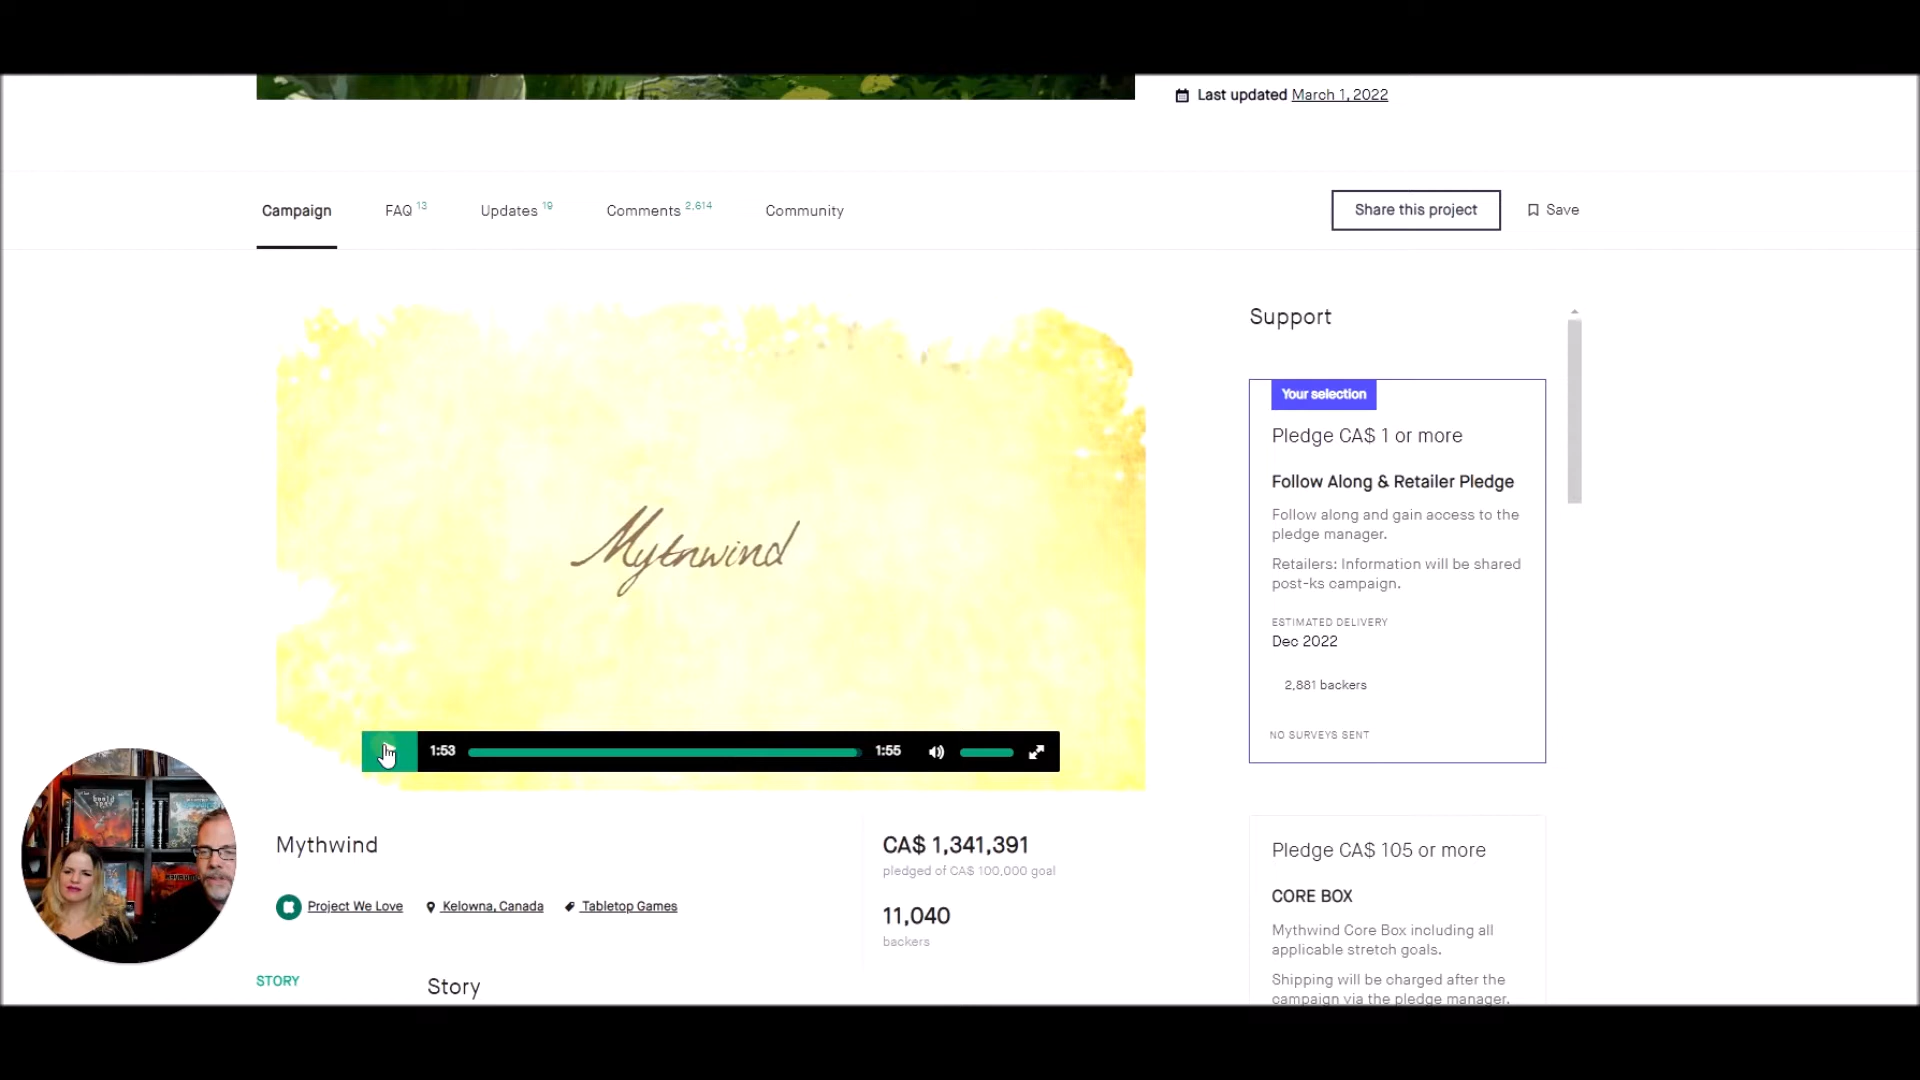 Last updated March 1, 2022
Campaign
FAQ 13
Updates 19
Comments 2,614
Community
Share this project
Save
Mythwind
1:53
1:55
Mythwind
Project We Love
Kelowna, Canada
Tabletop Games
CA$ 1,341,391
pledged of CA$ 100,000 goal
11,040
backers
STORY
Story
Support
Your selection
Pledge CA$ 1 or more
Follow Along & Retailer Pledge
Follow along and gain access to the
pledge manager.
Retailers: Information will be shared
post-ks campaign.
ESTIMATED DELIVERY
Dec 2022
2,881 backers
NO SURVEYS SENT
Pledge CA$ 105 or more
CORE BOX
Mythwind Core Box including all
applicable stretch goals.
Shipping will be charged after the
campaign via the pledge manager.